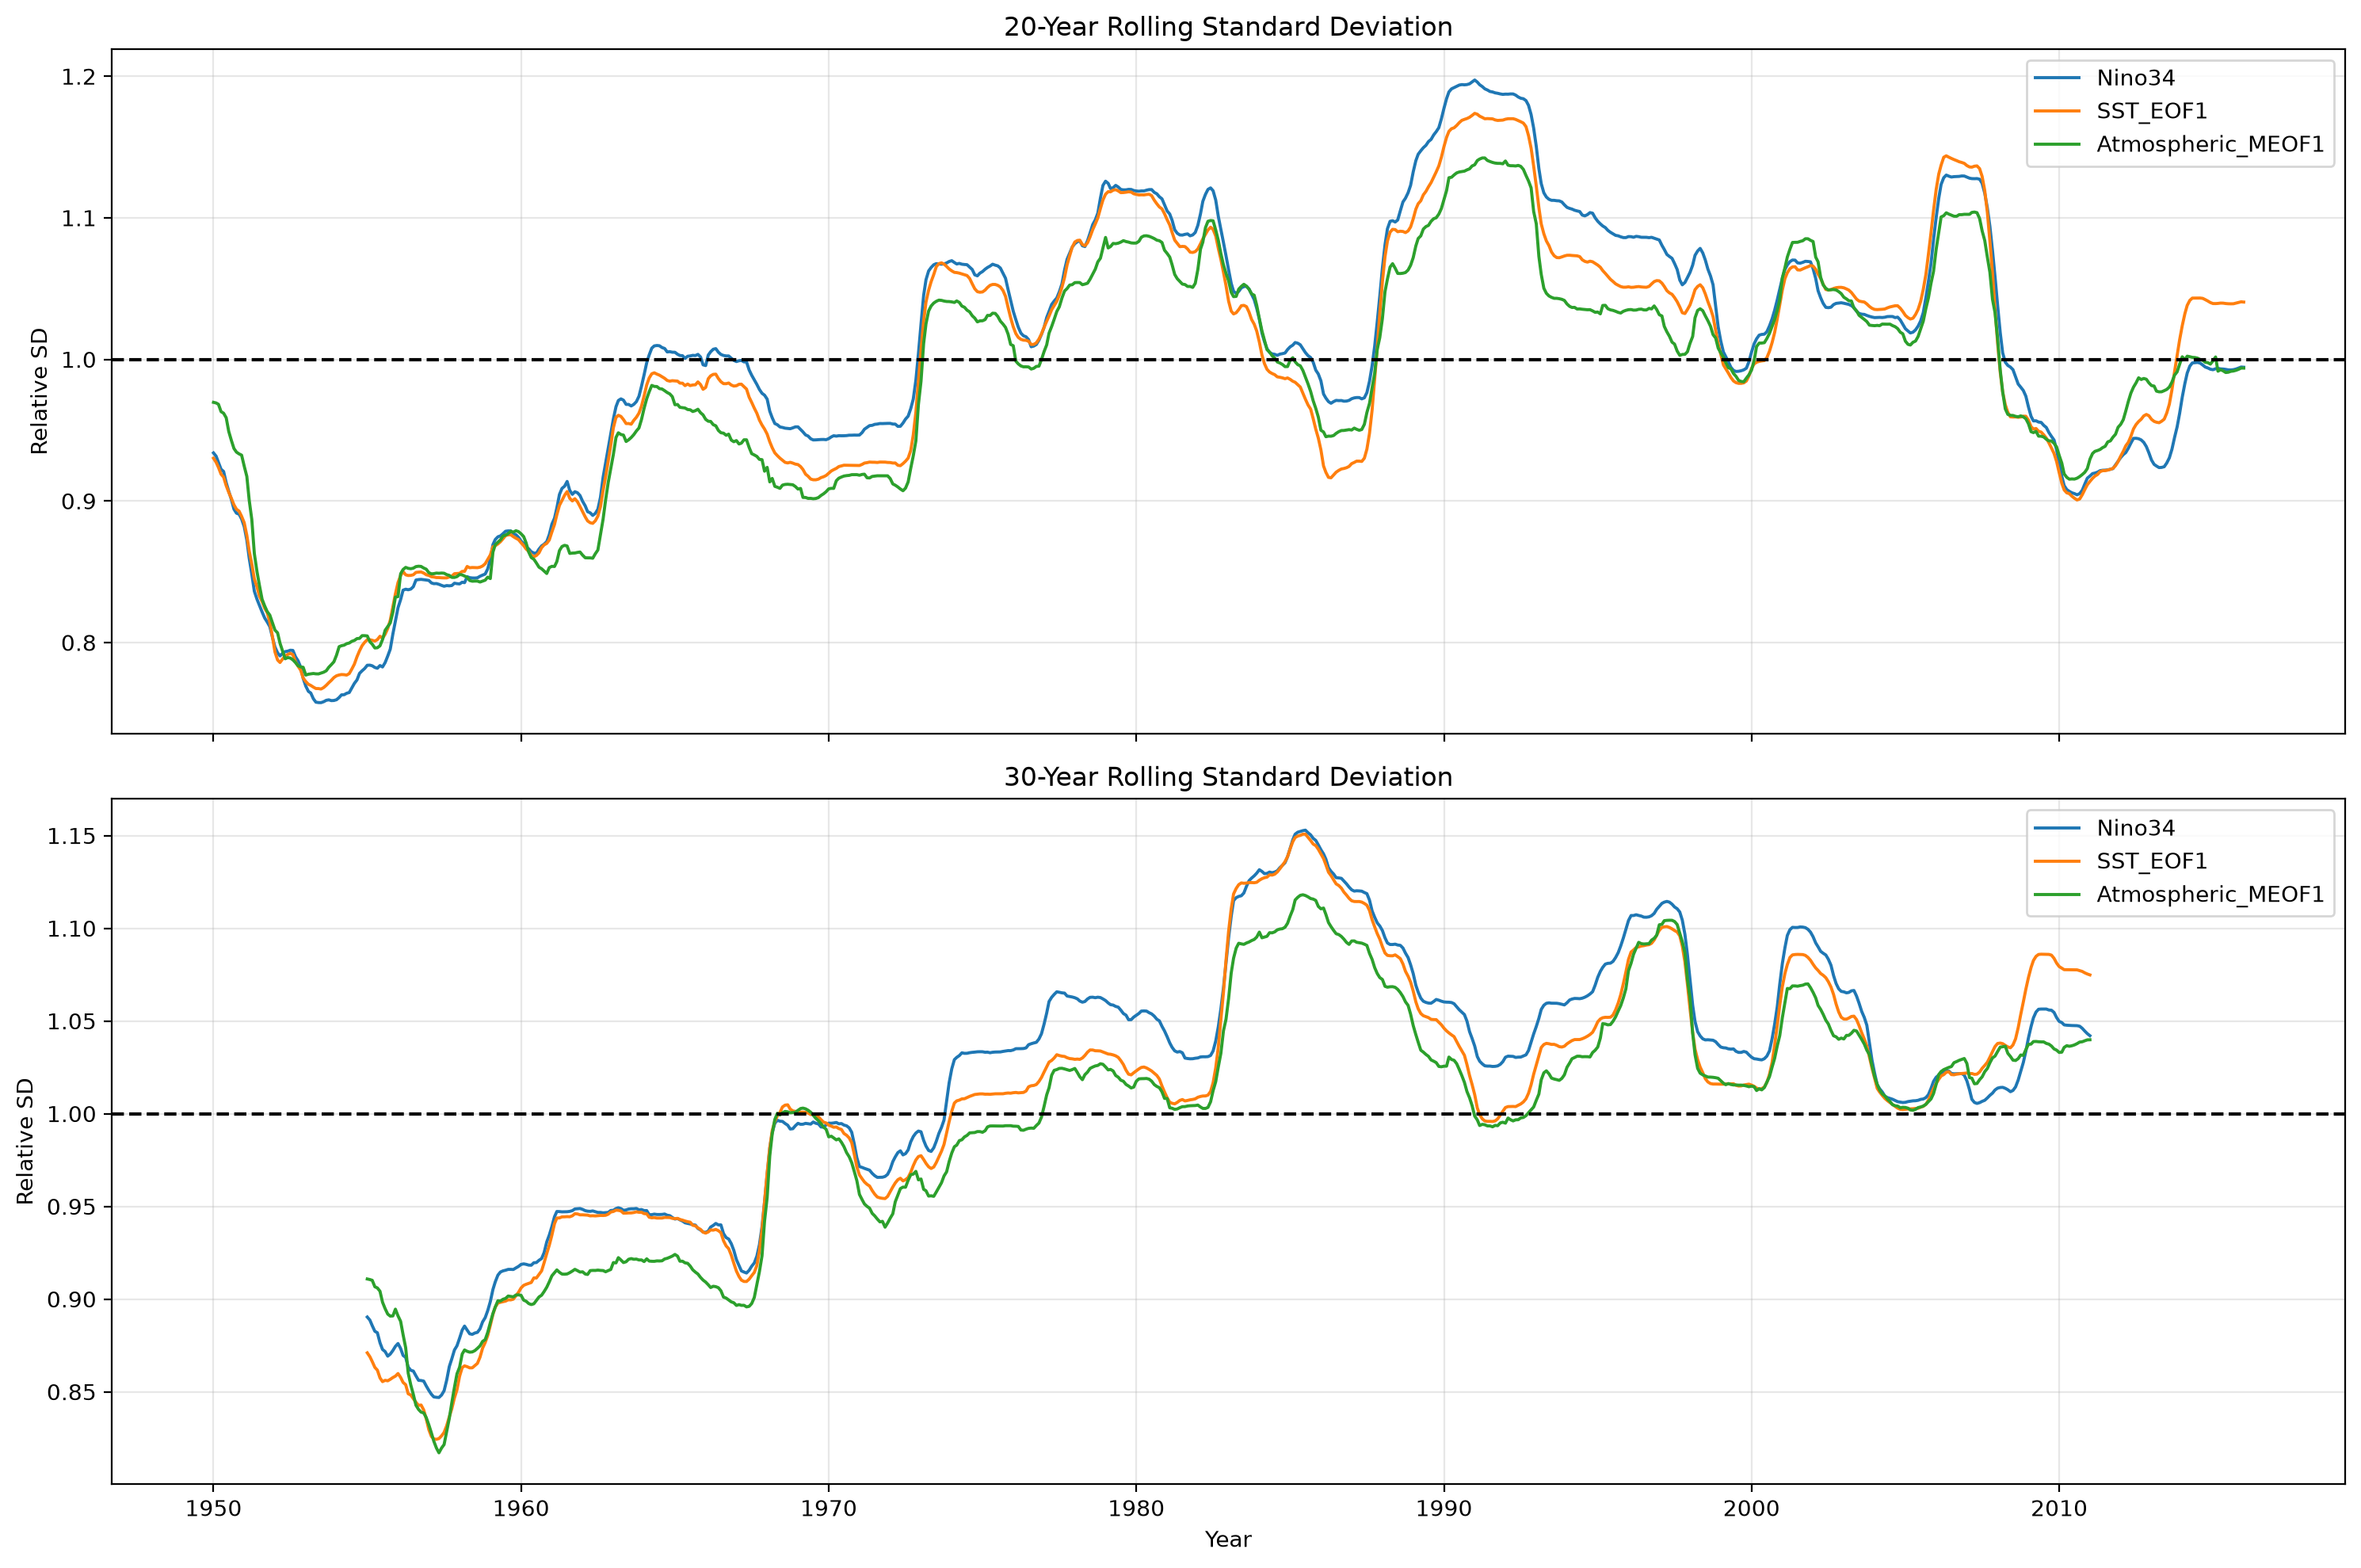 20-Year Rolling Standard Deviation
Relative SD
1.2
1.1
1.0
0.9
0.8
Nino34
SST_EOF1
Atmospheric_MEOF1
30-Year Rolling Standard Deviation
Relative SD
1.15
1.10
1.05
1.00
0.95
0.90
0.85
Nino34
SST_EOF1
Atmospheric_MEOF1
1950 1960 1970 1980 1990 2000 2010
Year